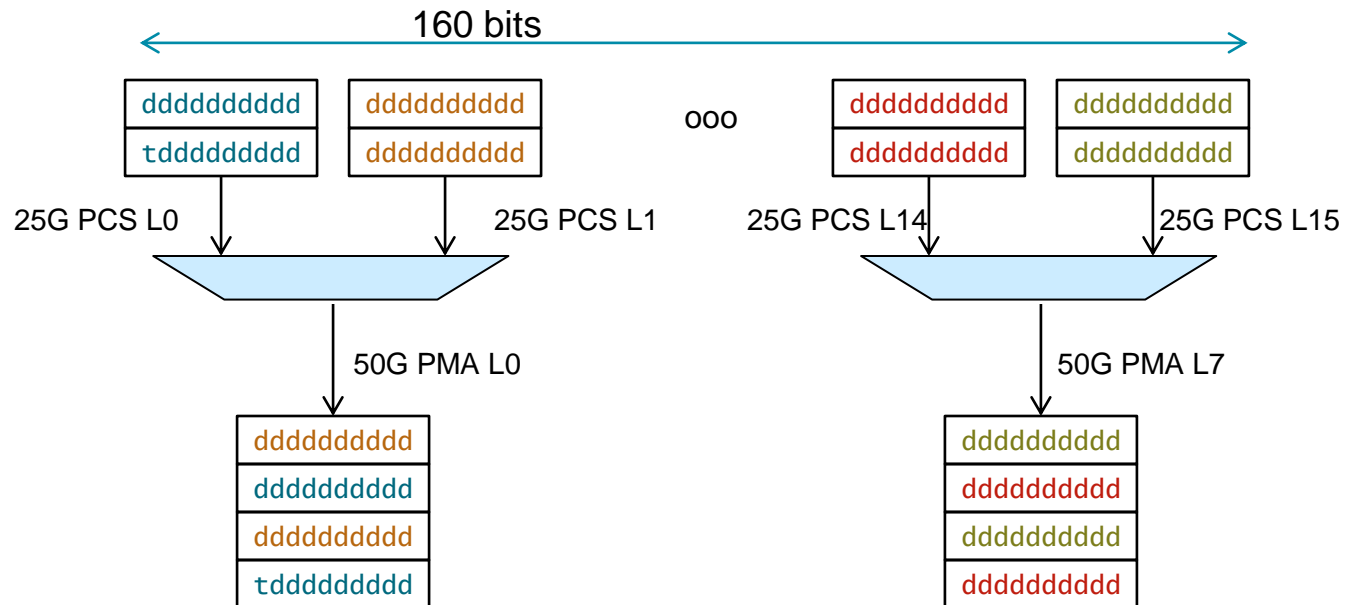 160 bits
dddddddddd dddddddddd ooo dddddddddd dddddddddd
tddddddddd dddddddddd dddddddddd dddddddddd
25G PCS L0 25G PCS L1 25G PCS L14 25G PCS L15
50G PMA L0 50G PMA L7
dddddddddd dddddddddd
dddddddddd dddddddddd
dddddddddd dddddddddd
tddddddddd dddddddddd